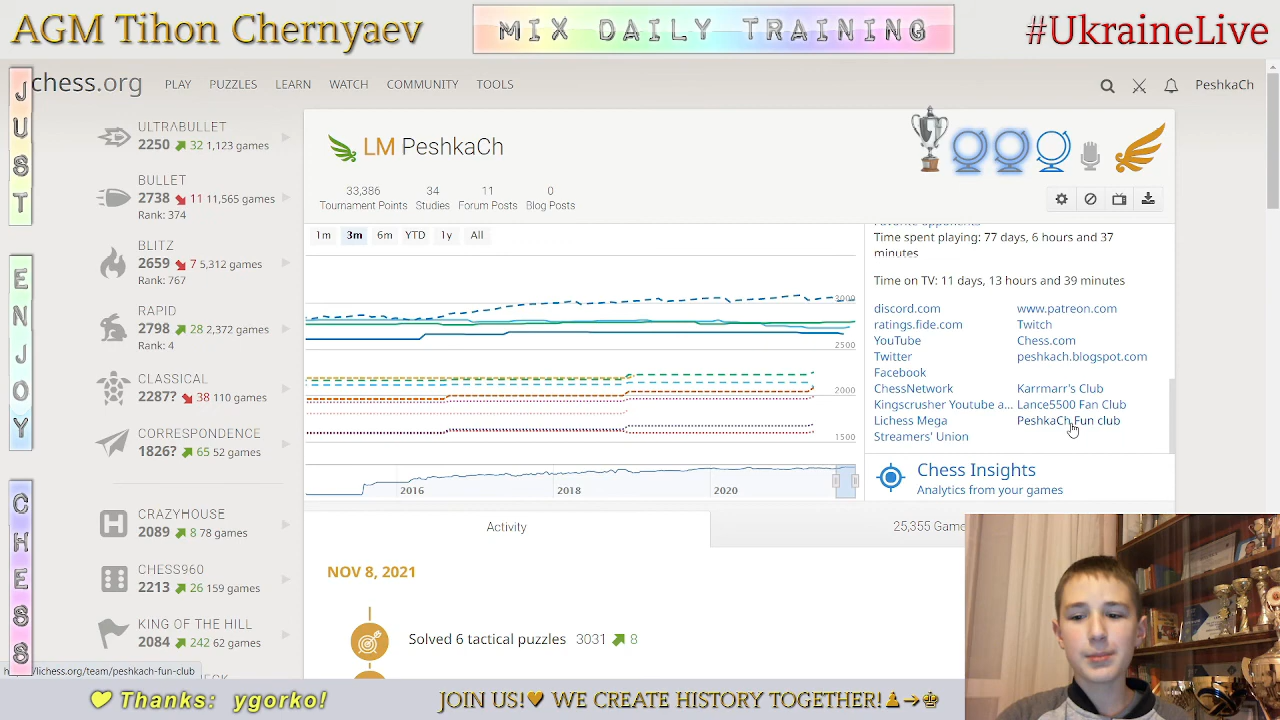 AGM Tihon Chernyaev
MIX DAILY TRAINING
#UkraineLive
JUST
ENJOY
CHESS
chess.org
PLAY PUZZLES LEARN WATCH COMMUNITY TOOLS
PeshkaCh
ULTRABULLET
2250 32 1,123 games
BULLET
2738 11 11,565 games
Rank: 374
BLITZ
2659 7 5,312 games
Rank: 767
RAPID
2798 28 2,372 games
Rank: 4
CLASSICAL
2287? 38 110 games
CORRESPONDENCE
1826? 65 52 games
CRAZYHOUSE
2089 8 78 games
CHESS960
2213 26 159 games
KING OF THE HILL
2084 242 62 games
LM PeshkaCh
33,386 34 11 0
Tournament Points Studies Forum Posts Blog Posts
1m 3m 6m YTD 1y All
3000
2500
2000
1500
2016 2018 2020
Favorite opponents
Time spent playing: 77 days, 6 hours and 37
minutes
Time on TV: 11 days, 13 hours and 39 minutes
discord.com www.patreon.com
ratings.fide.com Twitch
YouTube Chess.com
Twitter peshkach.blogspot.com
Facebook
ChessNetwork Karrmarr's Club
Kingscrusher Youtube a... Lance5500 Fan Club
Lichess Mega PeshkaCh Fun club
Streamers' Union
Chess Insights
Analytics from your games
Activity
25,355 Game
NOV 8, 2021
Solved 6 tactical puzzles 3031 8
/lichess.org/team/peshkach-fun-club
Thanks: ygorko!
JOIN US! WE CREATE HISTORY TOGETHER!